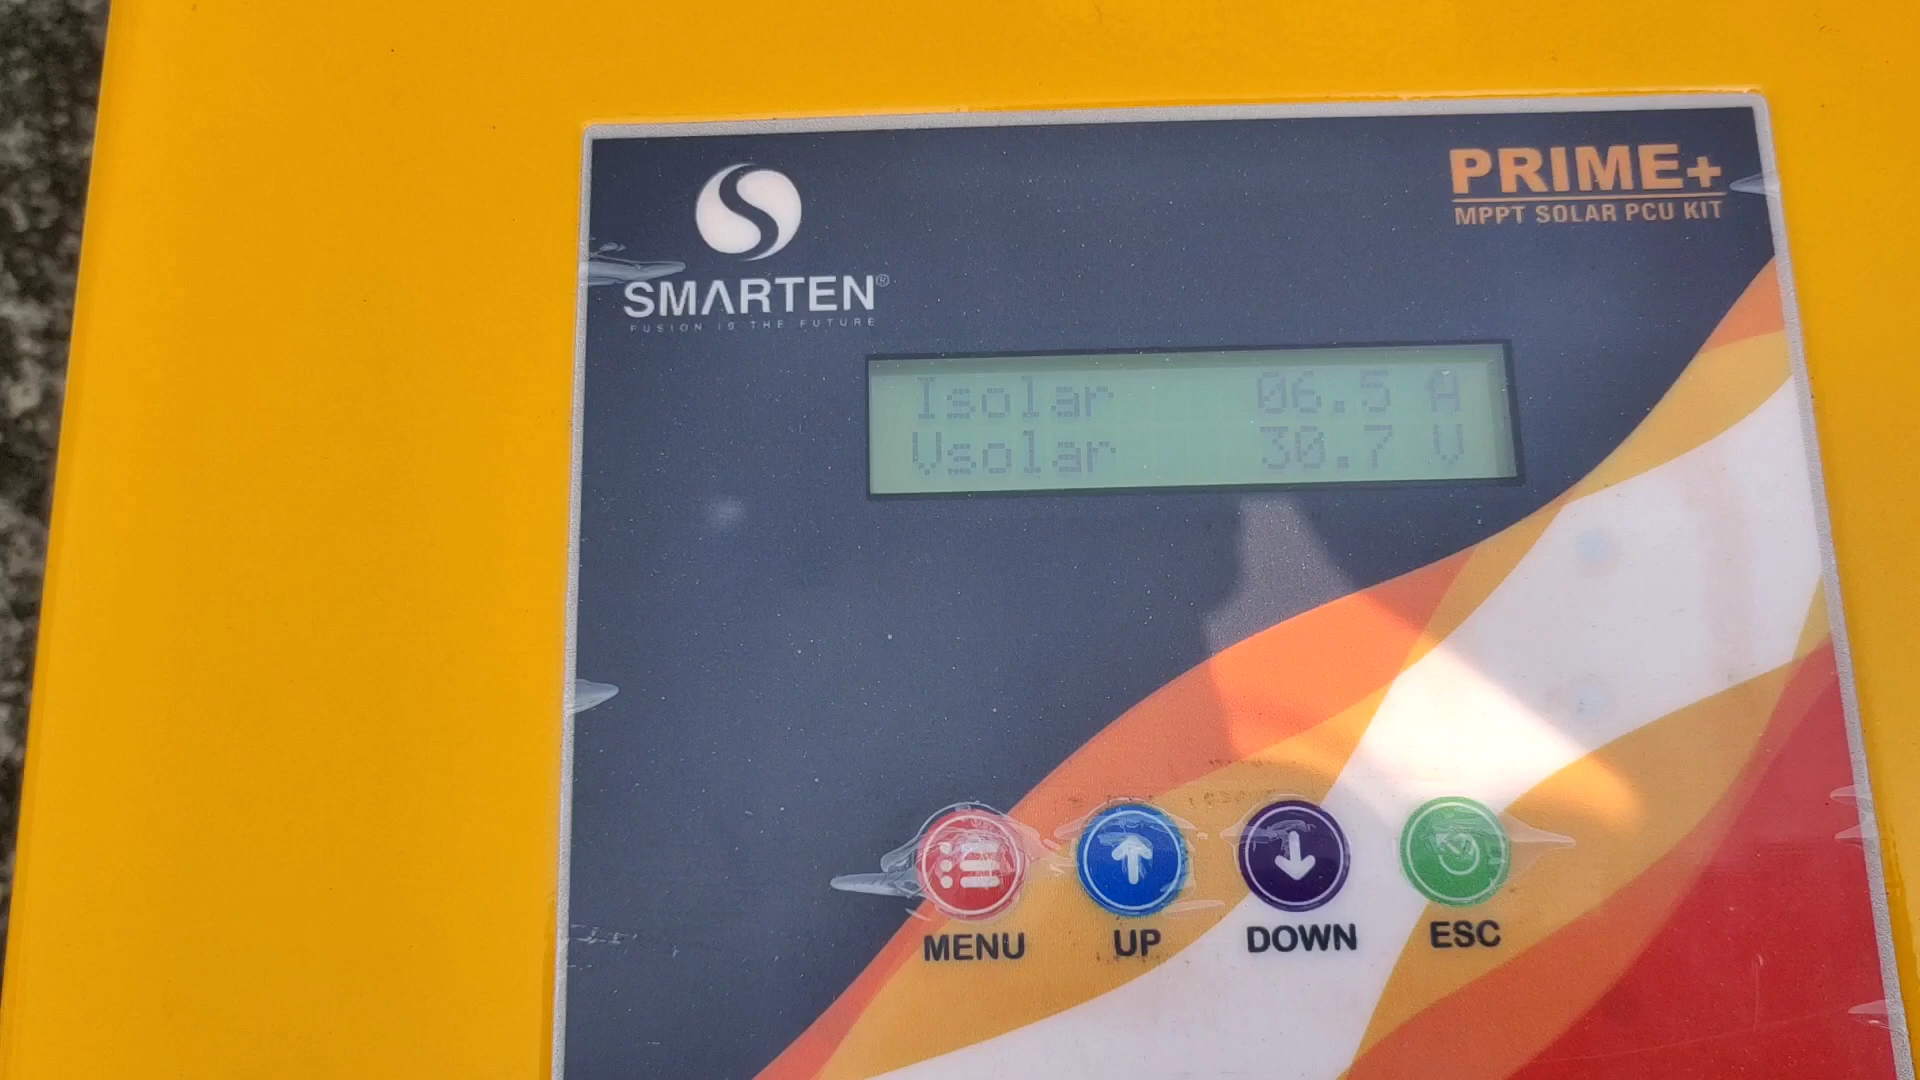 PRIME+
MPPT SOLAR PCU KIT
SMARTEN®
FUSION IS THE FUTURE
Isolar 06.5 A
Vsolar 30.7 V
MENU UP DOWN ESC